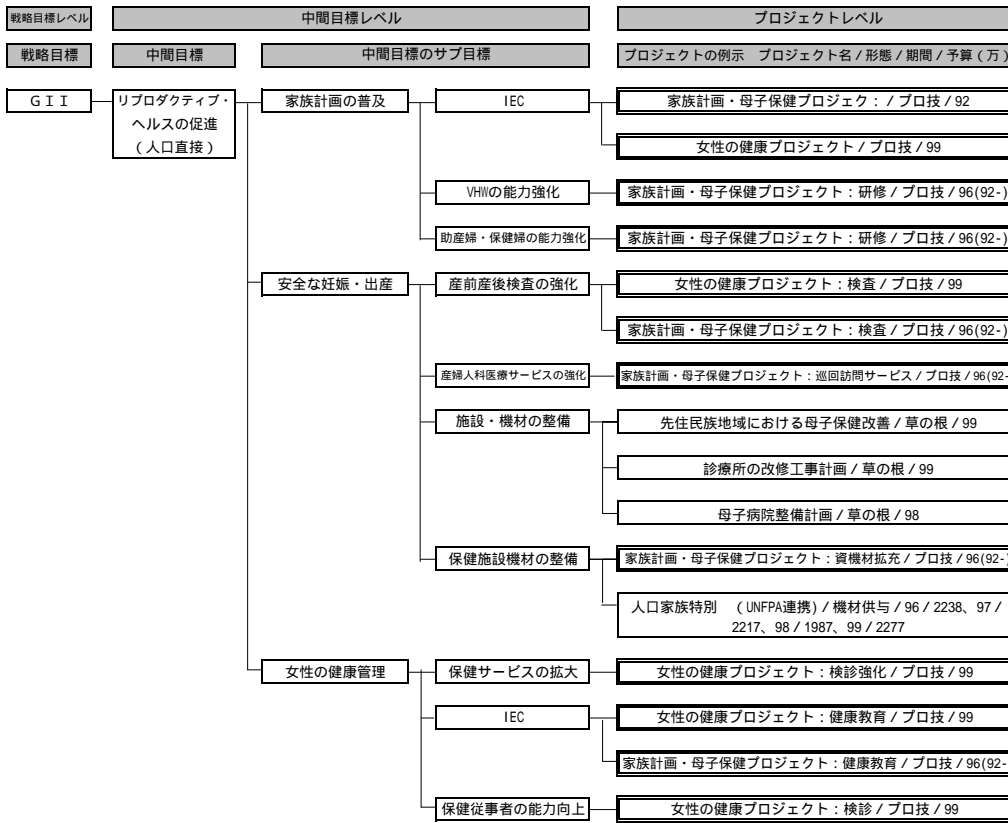 戦略目標レベル　中間目標レベル　プロジェクトレベル
戦略目標　中間目標　中間目標のサブ目標　プロジェクトの例示　プロジェクト名 / 形態 / 期間 / 予算 ( 万 )
ＧＩＩ　リプロダクティブ・　家族計画の普及　IEC　家族計画・母子保健プロジェク： / プロ技 / 92
ヘルスの促進
( 人口直接 )
女性の健康プロジェクト / プロ技 / 99
VHWの能力強化　家族計画・母子保健プロジェクト：研修 / プロ技 / 96(92-)
助産婦・保健婦の能力強化　家族計画・母子保健プロジェクト：研修 / プロ技 / 96(92-)
安全な妊娠・出産　産前産後検査の強化　女性の健康プロジェクト：検査 / プロ技 / 99
家族計画・母子保健プロジェクト：検査 / プロ技 / 96(92-)
産婦人科医療サービスの強化　家族計画・母子保健プロジェクト：巡回訪問サービス / プロ技 / 96(92-
施設・機材の整備　先住民族地域における母子保健改善 / 草の根 / 99
診療所の改修工事計画 / 草の根 / 99
母子病院整備計画 / 草の根 / 98
保健施設機材の整備　家族計画・母子保健プロジェクト：資機材拡充 / プロ技 / 96(92-)
人口家族特別　( UNFPA連携) / 機材供与 / 96 / 2238、97 /
2217、98 / 1987、99 / 2277
女性の健康管理　保健サービスの拡大　女性の健康プロジェクト：検診強化 / プロ技 / 99
IEC　女性の健康プロジェクト：健康教育 / プロ技 / 99
家族計画・母子保健プロジェクト：健康教育 / プロ技 / 96(92-
保健従事者の能力向上　女性の健康プロジェクト：検診 / プロ技 / 99